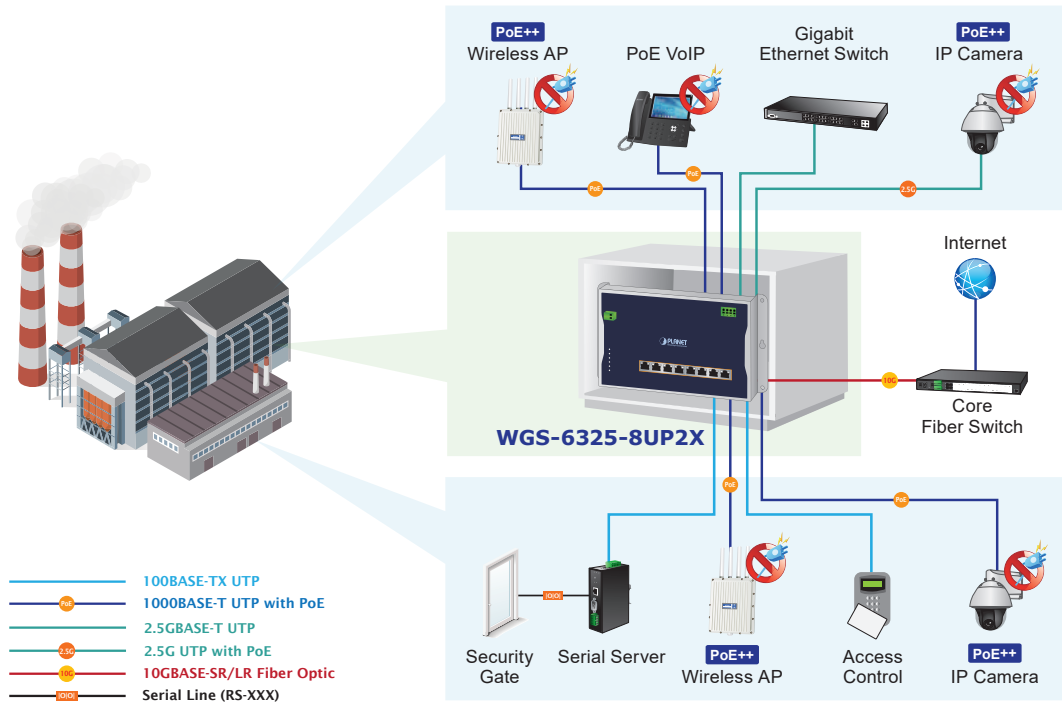 PoE++
Wireless AP
PoE VoIP
Gigabit
Ethernet Switch
PoE++
IP Camera
PoE
PoE
2.5G
Internet
PLANET
10G
Core
Fiber Switch
WGS-6325-8UP2X
PoE
PoE
|O|O|
Security
Gate
Serial Server
PoE++
Wireless AP
Access
Control
PoE++
IP Camera
100BASE-TX UTP
PoE
1000BASE-T UTP with PoE
2.5GBASE-T UTP
2.5G
2.5G UTP with PoE
10G
10GBASE-SR/LR Fiber Optic
|O|O|
Serial Line (RS-XXX)